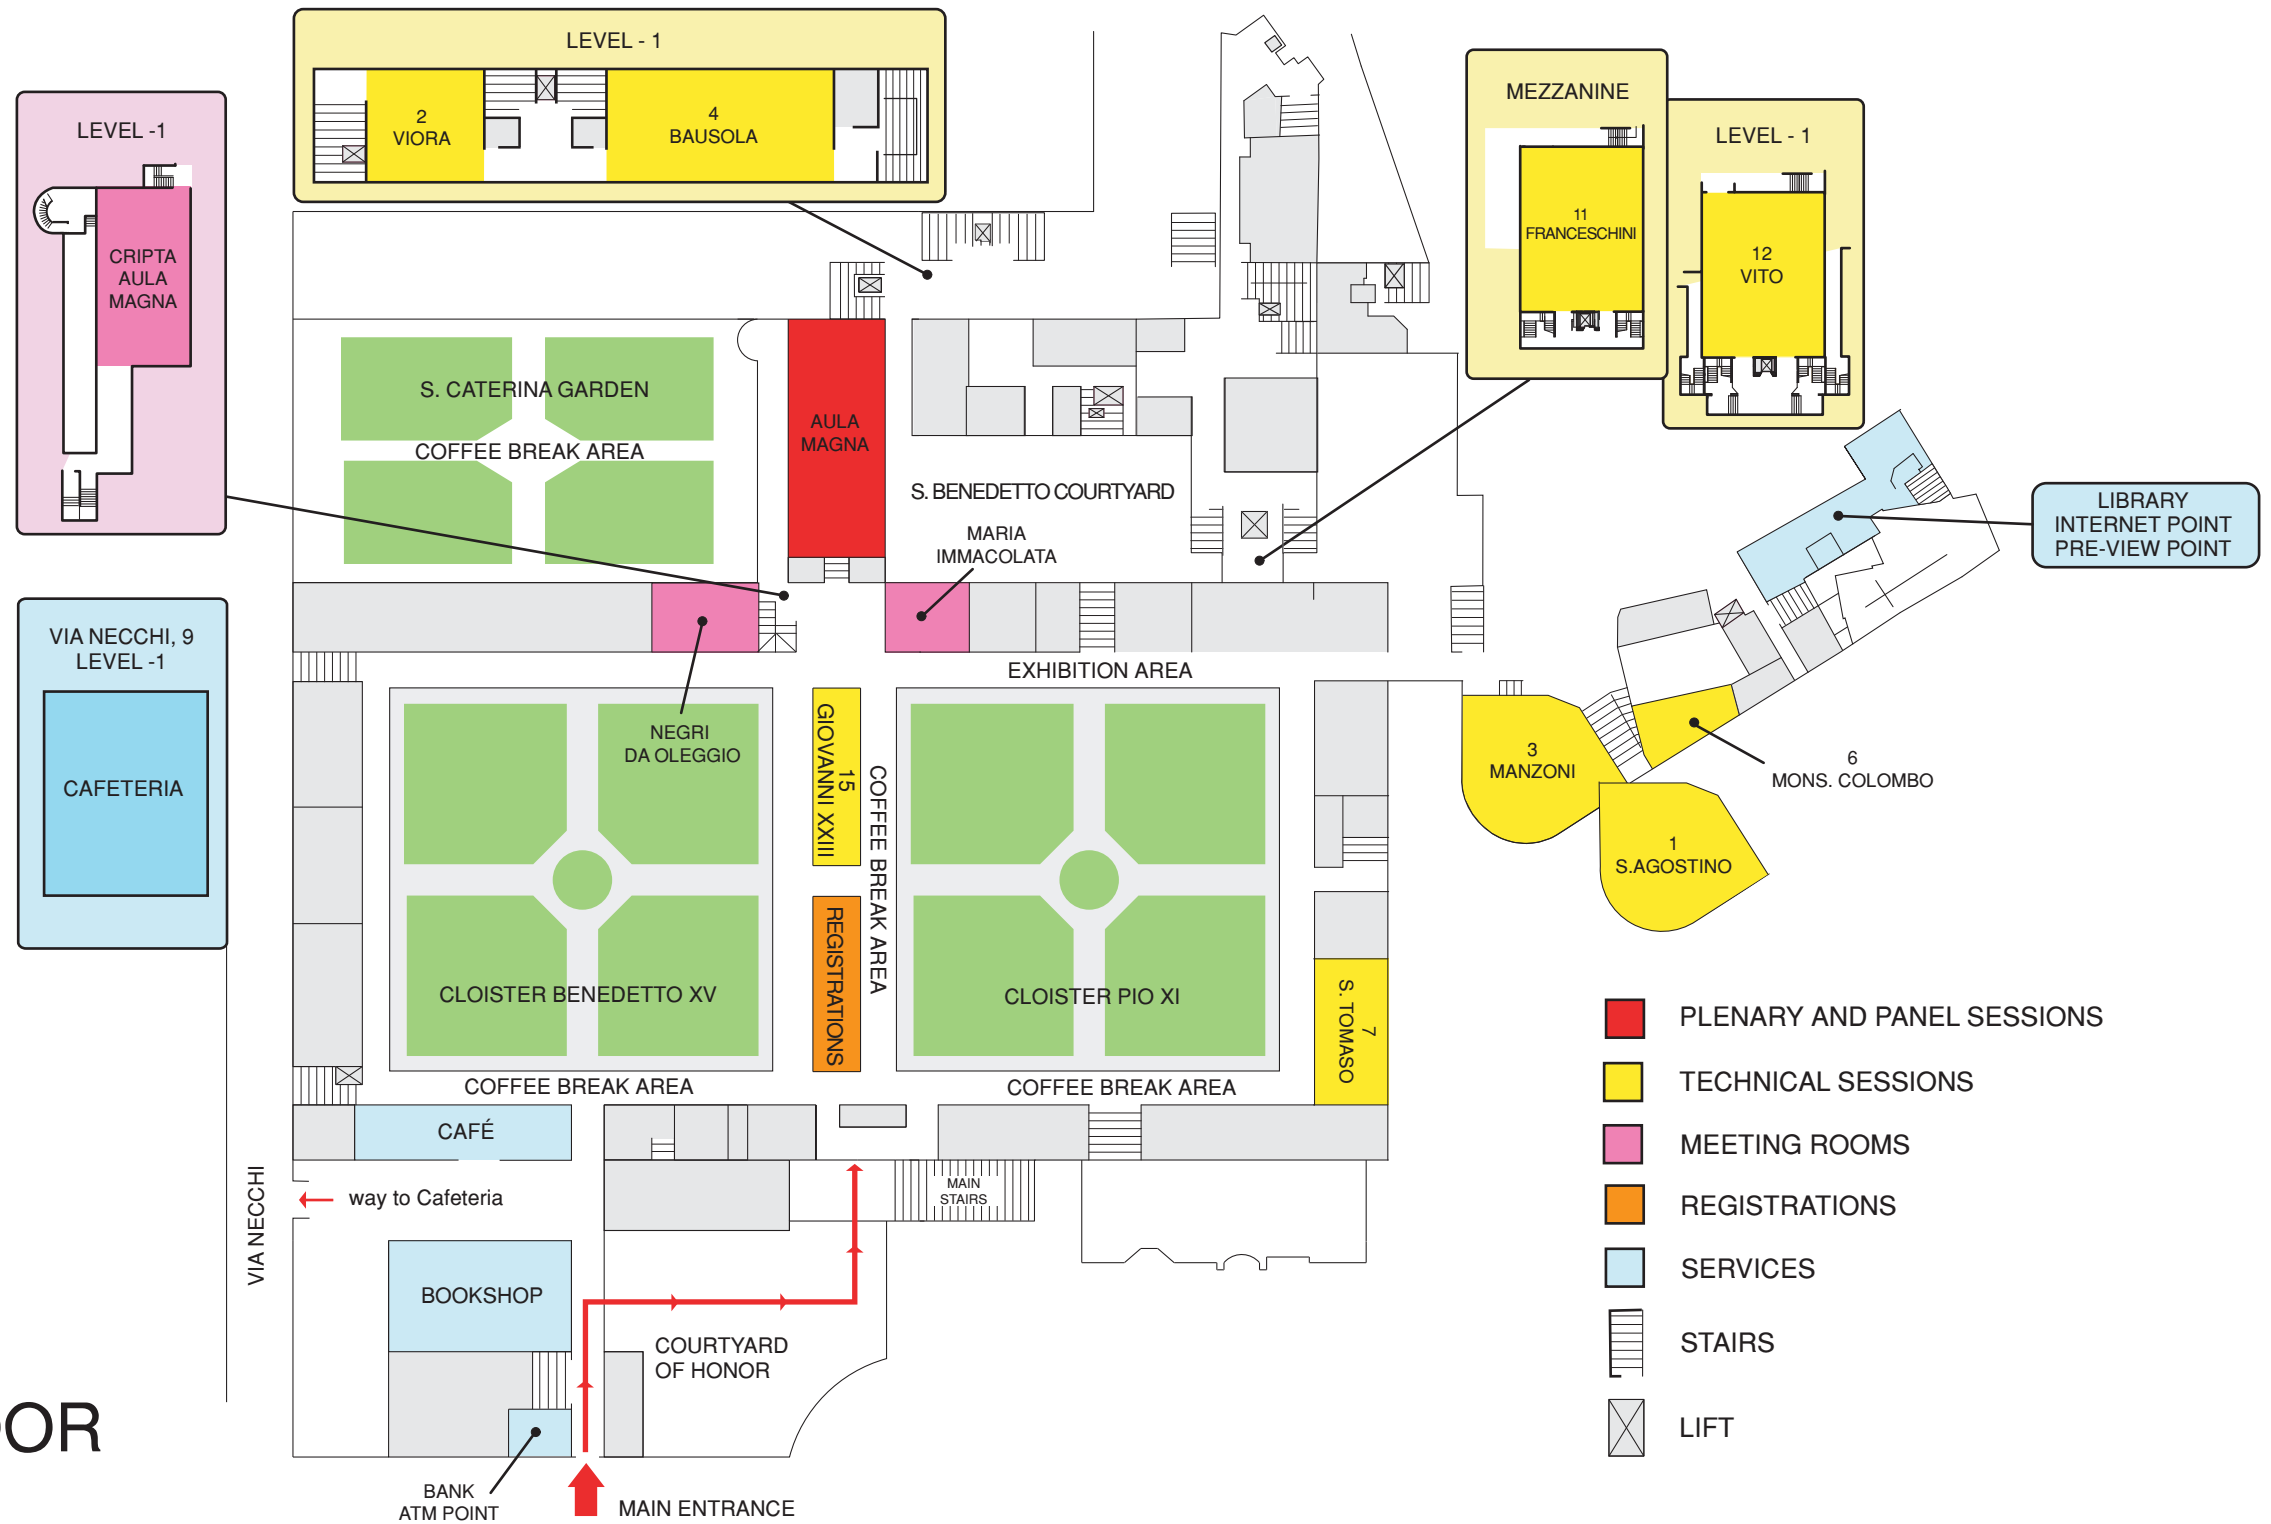 LEVEL - 1
2
VIORA
4
BAUSOLA
LEVEL -1
CRIPTA
AULA
MAGNA
MEZZANINE
11
FRANCESCHINI
LEVEL - 1
12
VITO
S. CATERINA GARDEN
COFFEE BREAK AREA
AULA
MAGNA
S. BENEDETTO COURTYARD
MARIA
IMMACOLATA
LIBRARY
INTERNET POINT
PRE-VIEW POINT
VIA NECCHI, 9
LEVEL -1
CAFETERIA
EXHIBITION AREA
NEGRI
DA OLEGGIO
15
GIOVANNI XXIII
COFFEE BREAK AREA
REGISTRATIONS
3
MANZONI
6
MONS. COLOMBO
1
S.AGOSTINO
CLOISTER BENEDETTO XV
CLOISTER PIO XI
7
S. TOMASO
COFFEE BREAK AREA
COFFEE BREAK AREA
CAFÉ
MAIN
STAIRS
way to Cafeteria
VIA NECCHI
BOOKSHOP
COURTYARD
OF HONOR
BANK
ATM POINT
MAIN ENTRANCE
PLENARY AND PANEL SESSIONS
TECHNICAL SESSIONS
MEETING ROOMS
REGISTRATIONS
SERVICES
STAIRS
LIFT